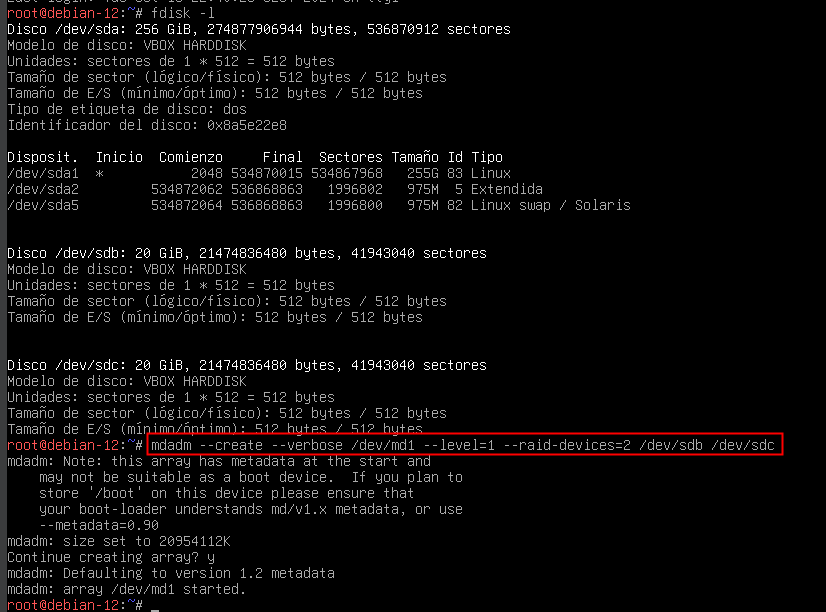 root@debian-12:~# fdisk -l
Disco /dev/sda: 256 GiB, 274877906944 bytes, 536870912 sectores
Modelo de disco: VBOX HARDDISK
Unidades: sectores de 1 * 512 = 512 bytes
Tamaño de sector (lógico/físico): 512 bytes / 512 bytes
Tamaño de E/S (mínimo/óptimo): 512 bytes / 512 bytes
Tipo de etiqueta de disco: dos
Identificador del disco: 0x8a5e22e8
Disposit.  Inicio  Comienzo     Final  Sectores Tamaño Id Tipo
/dev/sda1  *           2048 534870015 534867968   255G 83 Linux
/dev/sda2         534872062 536868863   1996802   975M  5 Extendida
/dev/sda5         534872064 536868863   1996800   975M 82 Linux swap / Solaris
Disco /dev/sdb: 20 GiB, 21474836480 bytes, 41943040 sectores
Modelo de disco: VBOX HARDDISK
Unidades: sectores de 1 * 512 = 512 bytes
Tamaño de sector (lógico/físico): 512 bytes / 512 bytes
Tamaño de E/S (mínimo/óptimo): 512 bytes / 512 bytes
Disco /dev/sdc: 20 GiB, 21474836480 bytes, 41943040 sectores
Modelo de disco: VBOX HARDDISK
Unidades: sectores de 1 * 512 = 512 bytes
Tamaño de sector (lógico/físico): 512 bytes / 512 bytes
Tamaño de E/S (mínimo/óptimo): 512 bytes / 512 bytes
root@debian-12:~# mdadm --create --verbose /dev/md1 --level=1 --raid-devices=2 /dev/sdb /dev/sdc
mdadm: Note: this array has metadata at the start and
    may not be suitable as a boot device.  If you plan to
    store '/boot' on this device please ensure that
    your boot-loader understands md/v1.x metadata, or use
    --metadata=0.90
mdadm: size set to 20954112K
Continue creating array? y
mdadm: Defaulting to version 1.2 metadata
mdadm: array /dev/md1 started.
root@debian-12:~# _